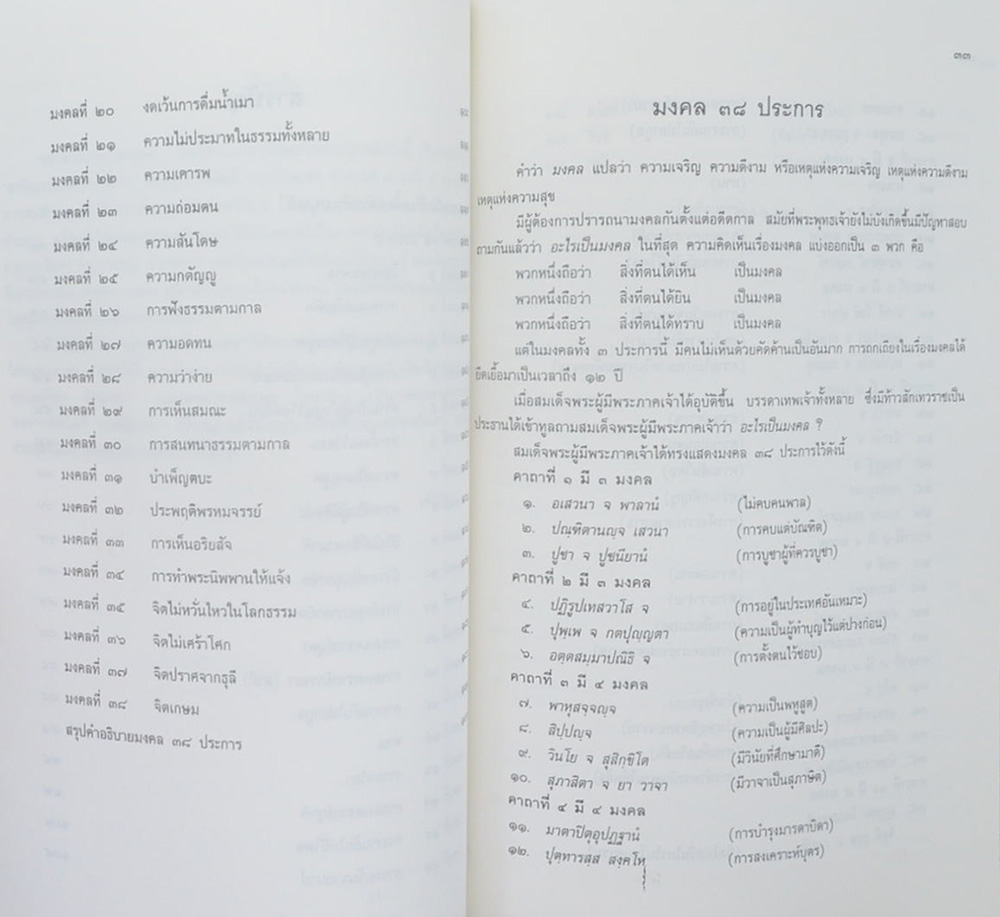 มงคลที่ ๒๐ งดเว้นการดื่มน้ำเมา
มงคลที่ ๒๑ ความไม่ประมาทในธรรมทั้งหลาย
มงคลที่ ๒๒ ความเคารพ
มงคลที่ ๒๓ ความถ่อมตน
มงคลที่ ๒๔ ความสันโดษ
มงคลที่ ๒๕ ความกตัญญู
มงคลที่ ๒๖ การฟังธรรมตามกาล
มงคลที่ ๒๗ ความอดทน
มงคลที่ ๒๘ ความว่าง่าย
มงคลที่ ๒๙ การเห็นสมณะ
มงคลที่ ๓๐ การสนทนาธรรมตามกาล
มงคลที่ ๓๑ บำเพ็ญตบะ
มงคลที่ ๓๒ ประพฤติพรหมจรรย์
มงคลที่ ๓๓ การเห็นอริยสัจ
มงคลที่ ๓๔ การทำพระนิพพานให้แจ้ง
มงคลที่ ๓๕ จิตไม่หวั่นไหวในโลกธรรม
มงคลที่ ๓๖ จิตไม่เศร้าโศก
มงคลที่ ๓๗ จิตปราศจากธุลี
มงคลที่ ๓๘ จิตเกษม
สรุปคำอธิบายมงคล ๓๘ ประการ
๓๓
มงคล ๓๘ ประการ
คำว่า มงคล แปลว่า ความเจริญ ความดีงาม หรือเหตุแห่งความเจริญ เหตุแห่งความดีงาม
เหตุแห่งความสุข
มีผู้ต้องการปรารถนามงคลกันตั้งแต่อดีตกาล สมัยที่พระพุทธเจ้ายังไม่บังเกิดขึ้นมีปัญหาสอบ
ถามกันแล้วว่า อะไรเป็นมงคล ในที่สุด ความคิดเห็นเรื่องมงคล แบ่งออกเป็น ๓ พวก คือ
พวกหนึ่งถือว่า สิ่งที่ตนได้เห็น เป็นมงคล
พวกหนึ่งถือว่า สิ่งที่ตนได้ยิน เป็นมงคล
พวกหนึ่งถือว่า สิ่งที่ตนได้ทราบ เป็นมงคล
แต่ในมงคลทั้ง ๓ ประการนี้ มีคนไม่เห็นด้วยคัดค้านเป็นอันมาก การถกเถียงในเรื่องมงคลได้
ยืดเยื้อมาเป็นเวลาถึง ๑๒ ปี
เมื่อสมเด็จพระผู้มีพระภาคเจ้าได้อุบัติขึ้น บรรดาเทพเจ้าทั้งหลาย ซึ่งมีท้าวสักเทวราชเป็น
ประธานได้เข้าทูลถามสมเด็จพระผู้มีพระภาคเจ้าว่า อะไรเป็นมงคล ?
สมเด็จพระผู้มีพระภาคเจ้าได้ทรงแสดงมงคล ๓๘ ประการไว้ดังนี้
คาถาที่ ๑ มี ๓ มงคล
๑. อเสวนา จ พาลานํ (ไม่คบคนพาล)
๒. ปณฺฑิตานญฺจ เสวนา (การคบแต่บัณฑิต)
๓. ปูชา จ ปูชนียานํ (การบูชาผู้ที่ควรบูชา)
คาถาที่ ๒ มี ๓ มงคล
๔. ปฏิรูปเทสวาโส จ (การอยู่ในประเทศอันเหมาะ)
๕. ปุพฺเพ จ กตปุญฺญตา (ความเป็นผู้ทำบุญไว้แต่ปางก่อน)
๖. อตฺตสมฺมาปณิธิ จ (การตั้งตนไว้ชอบ)
คาถาที่ ๓ มี ๔ มงคล
๗. พาหุสจฺจญฺจ (ความเป็นพหูสูต)
๘. สิปฺปญฺจ (ความเป็นผู้มีศิลปะ)
๙. วินโย จ สุสิกฺขิโต (มีวินัยที่ศึกษามาดี)
๑๐. สุภาสิตา จ ยา วาจา (มีวาจาเป็นสุภาษิต)
คาถาที่ ๔ มี ๔ มงคล
๑๑. มาตาปิตุอุปฏฺฐานํ (การบำรุงมารดาบิดา)
๑๒. ปุตฺทารสฺส สงฺคโห (การสงเคราะห์บุตร)